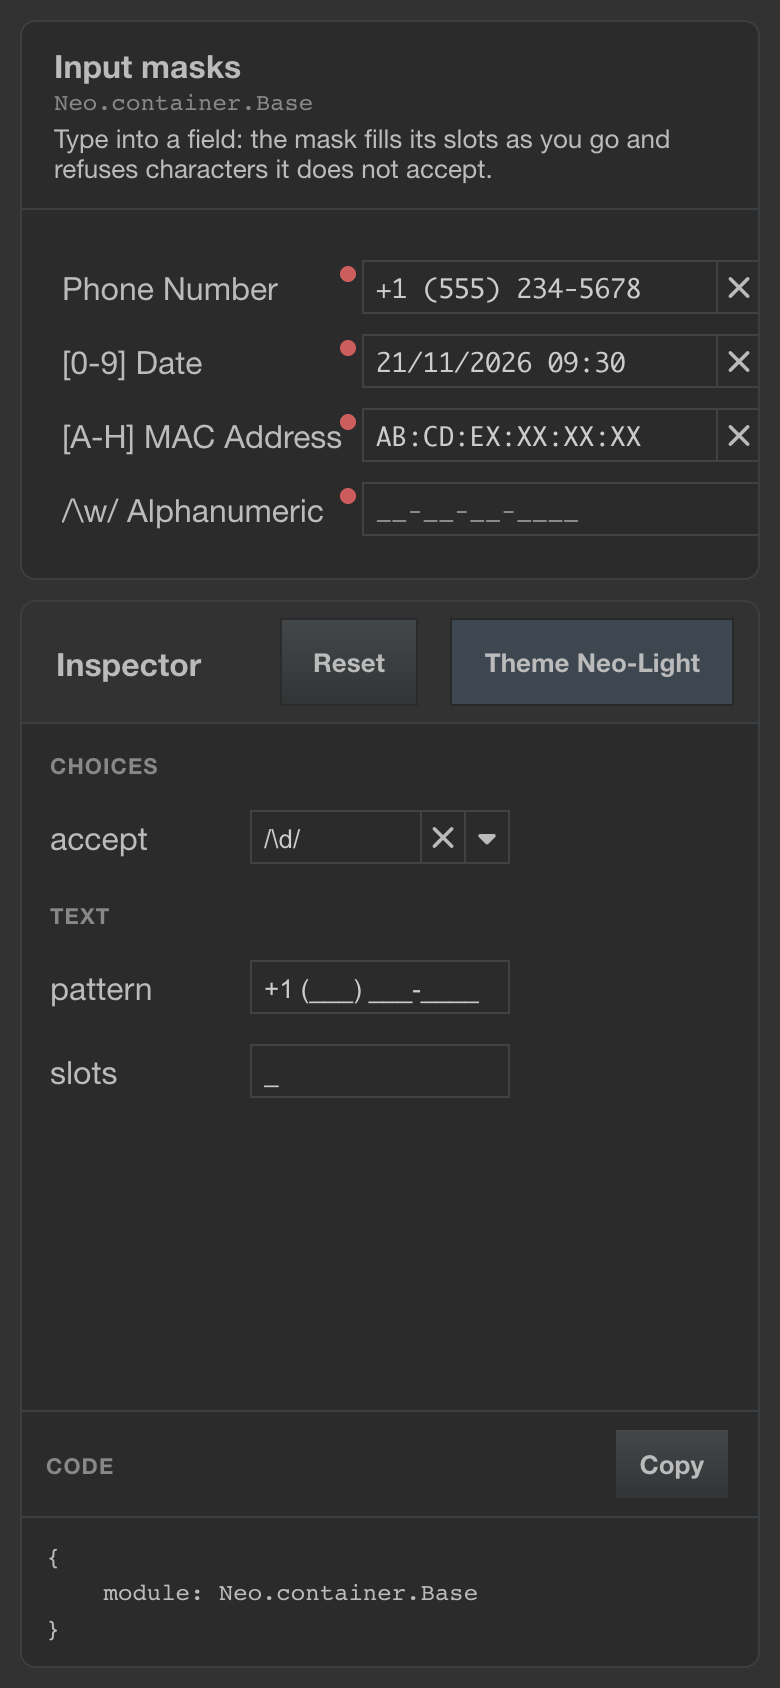 Input masks
Neo.container.Base
Type into a field: the mask fills its slots as you go and
refuses characters it does not accept.
Phone Number +1 (555) 234-5678
[0-9] Date 21/11/2026 09:30
[A-H] MAC Address AB:CD:EX:XX:XX:XX
/\w/ Alphanumeric __-__-__-____
Inspector Reset Theme Neo-Light
CHOICES
accept /\d/
TEXT
pattern +1 (___) ___-____
slots _
CODE Copy
{
    module: Neo.container.Base
}